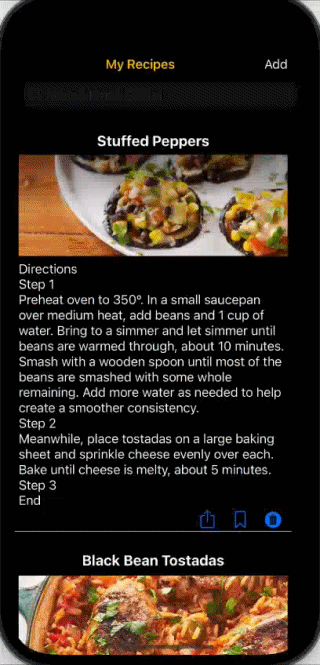 My Recipes
Add
Stuffed Peppers
Directions
Step 1
Preheat oven to 350°. In a small saucepan
over medium heat, add beans and 1 cup of
water. Bring to a simmer and let simmer until
beans are warmed through, about 10 minutes.
Smash with a wooden spoon until most of the
beans are smashed with some whole
remaining. Add more water as needed to help
create a smoother consistency.
Step 2
Meanwhile, place tostadas on a large baking
sheet and sprinkle cheese evenly over each.
Bake until cheese is melty, about 5 minutes.
Step 3
End
Black Bean Tostadas